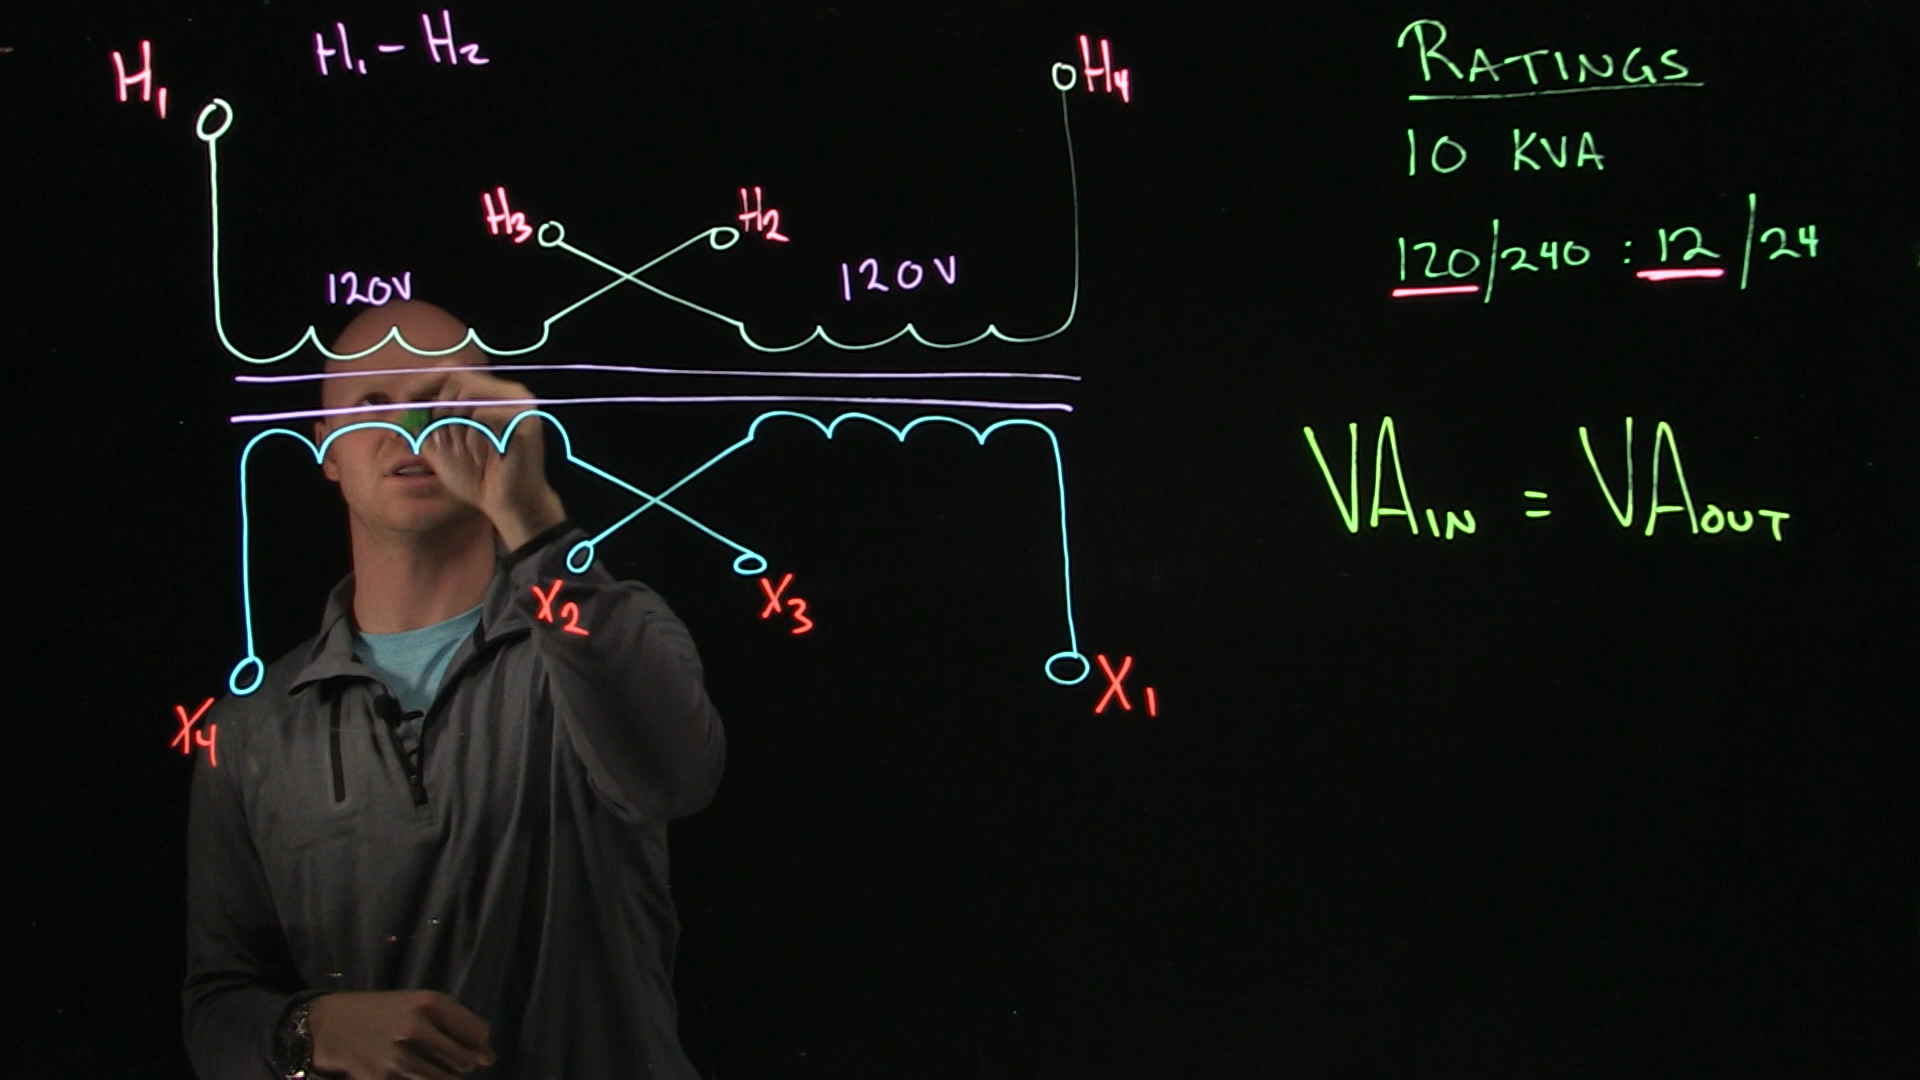 H1
H1 - H2
H4
H3
H2
120V
120V
X2
X3
X4
X1
RATINGS
10 KVA
120/240 : 12/24
VAIN = VAOUT